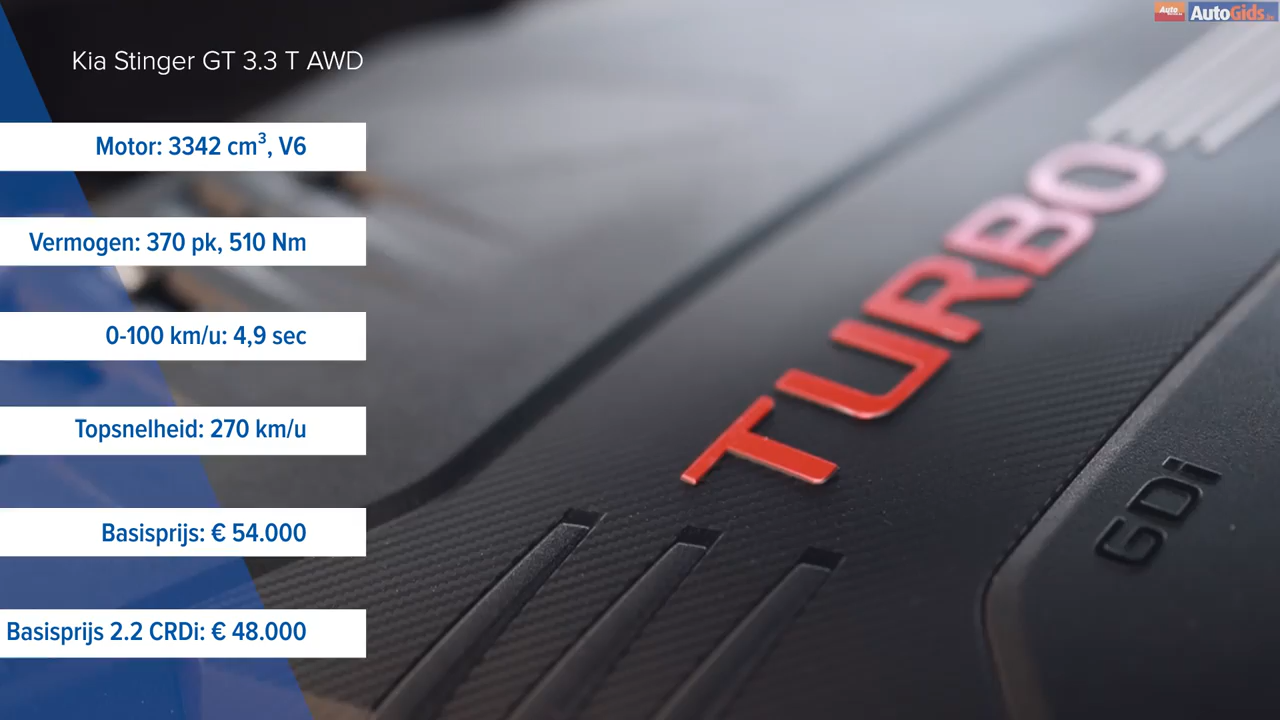 AutoGids.be
Kia Stinger GT 3.3 T AWD
Motor: 3342 cm³, V6
Vermogen: 370 pk, 510 Nm
0-100 km/u: 4,9 sec
Topsnelheid: 270 km/u
Basisprijs: € 54.000
Basisprijs 2.2 CRDi: € 48.000
TURBO
GDI